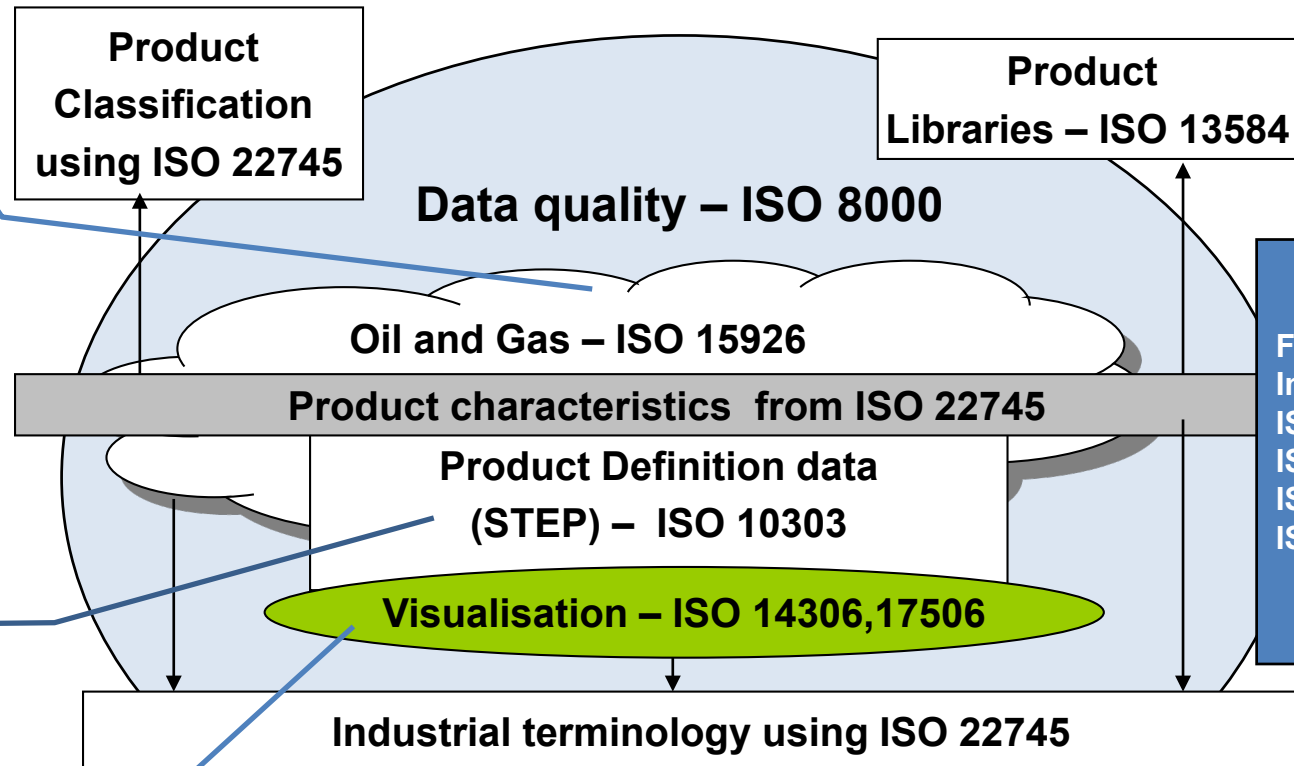 Product
Classification
using ISO 22745
Product
Libraries – ISO 13584
Data quality – ISO 8000
Oil and Gas – ISO 15926
Product characteristics from ISO 22745
Product Definition data
(STEP) – ISO 10303
Visualisation – ISO 14306,17506
Industrial terminology using ISO 22745